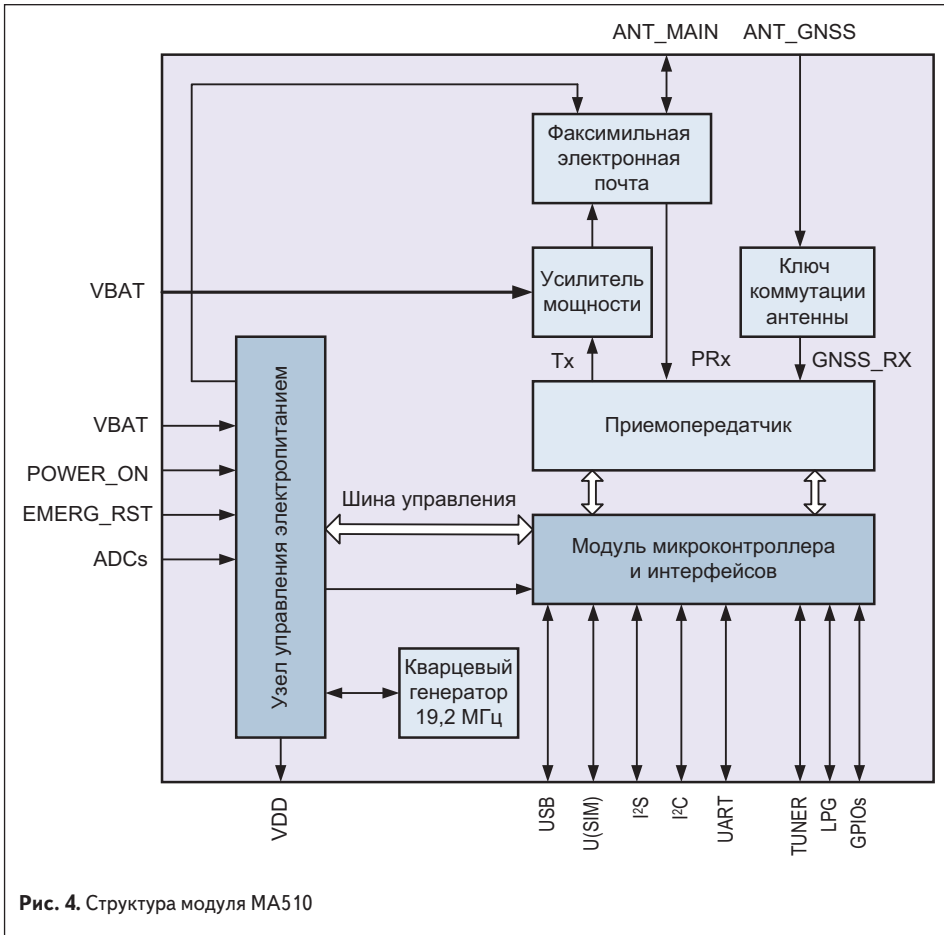 ANT_MAIN ANT_GNSS
Факсимильная
электронная
почта
VBAT
Усилитель
мощности
Ключ
коммутации
антенны
Tx
PRx
GNSS_RX
Приемопередатчик
VBAT
POWER_ON
EMERG_RST
ADCs
Узел управления электропитанием
Шина управления
Модуль микроконтроллера
и интерфейсов
Кварцевый
генератор
19,2 МГц
VDD
USB
U(SIM)
I²S
I²C
UART
TUNER
LPG
GPIOs
Рис. 4. Структура модуля MA510